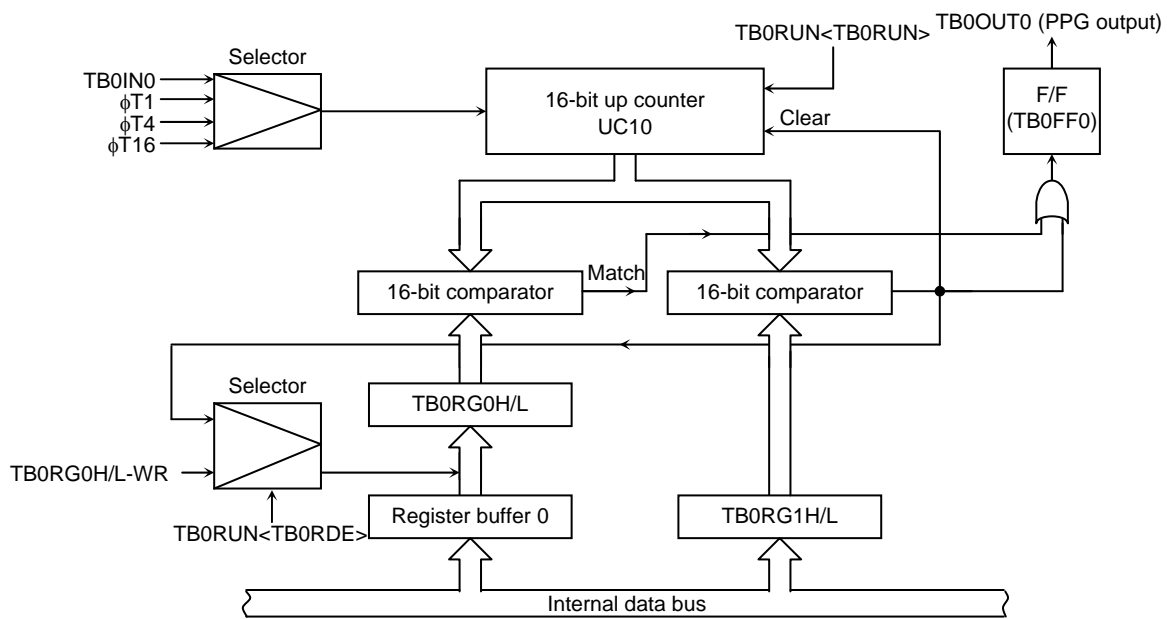 TB0OUT0 (PPG output)
TB0RUN<TB0RUN>
Selector
TB0IN0
ϕT1
ϕT4
ϕT16
16-bit up counter
UC10
F/F
(TB0FF0)
Clear
Match
16-bit comparator
16-bit comparator
Selector
TB0RG0H/L
TB0RG0H/L-WR
Register buffer 0
TB0RG1H/L
TB0RUN<TB0RDE>
Internal data bus